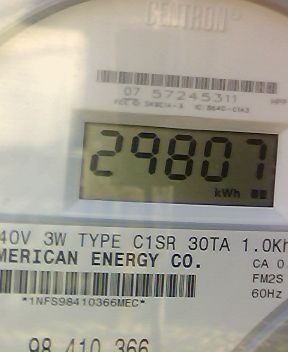 CENTRON®
07 57245311
29807
kWh
40V 3W TYPE C1SR 30TA 1.0Kh
MERICAN ENERGY CO.
CA 0.
FM2S
60Hz
*1NFS98410366MEC*
98 410 366